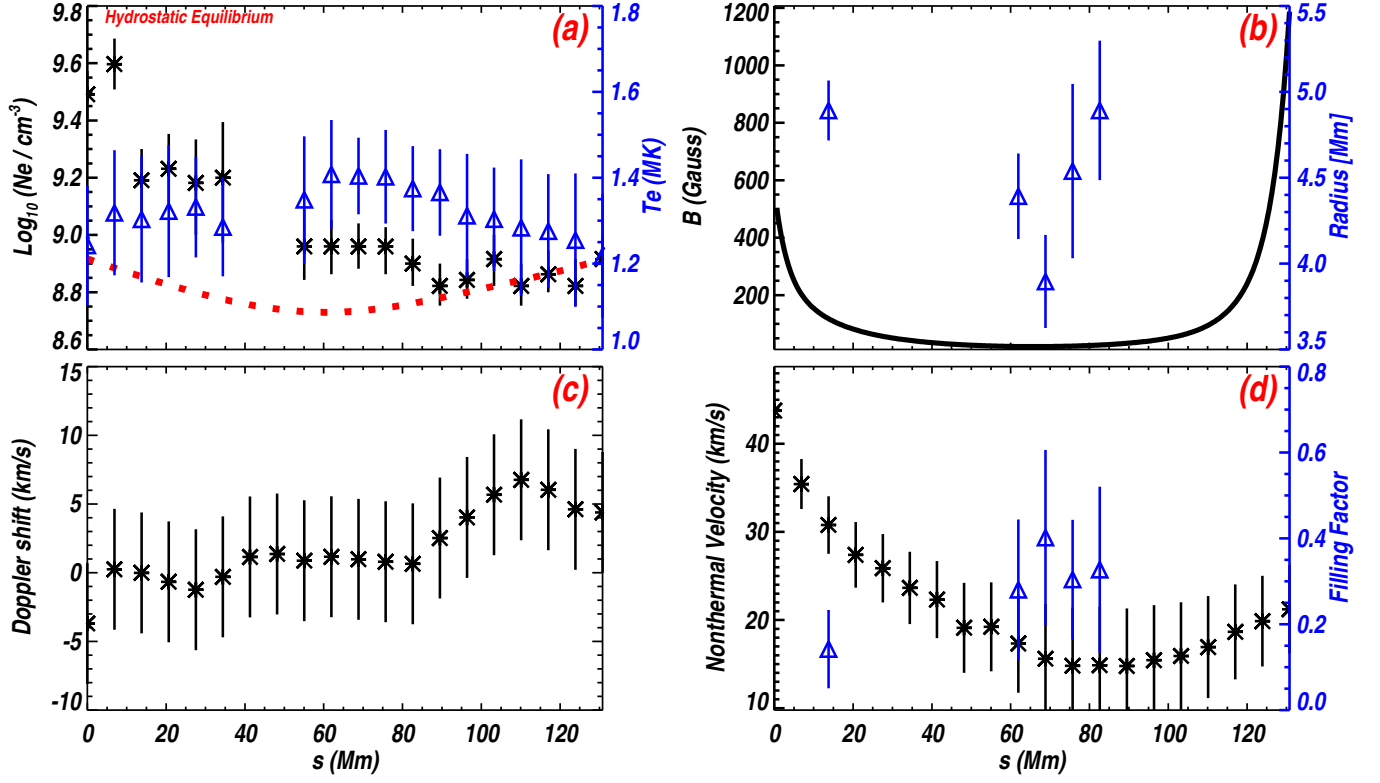 Hydrostatic Equilibrium
(a)
Log10 (Ne / cm-3)
9.6
9.4
9.2
9.0
8.8
8.6
1.8
1.6
1.4
1.2
1.0
Te (MK)
(b)
B (Gauss)
1200
1000
800
600
400
200
5.5
5.0
4.5
4.0
3.5
Radius [Mm]
(c)
Doppler shift (km/s)
15
10
5
0
-5
-10
0 20 40 60 80 100 120
s (Mm)
(d)
Nonthermal Velocity (km/s)
40
30
20
10
0.8
0.6
0.4
0.2
0.0
Filling Factor
0 20 40 60 80 100 120
s (Mm)